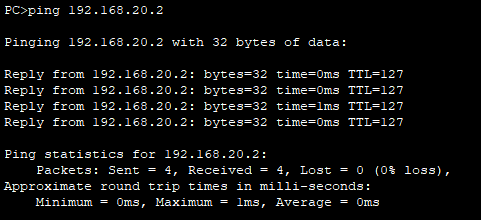 PC>ping 192.168.20.2
Pinging 192.168.20.2 with 32 bytes of data:
Reply from 192.168.20.2: bytes=32 time=0ms TTL=127
Reply from 192.168.20.2: bytes=32 time=0ms TTL=127
Reply from 192.168.20.2: bytes=32 time=1ms TTL=127
Reply from 192.168.20.2: bytes=32 time=0ms TTL=127
Ping statistics for 192.168.20.2:
    Packets: Sent = 4, Received = 4, Lost = 0 (0% loss),
Approximate round trip times in milli-seconds:
    Minimum = 0ms, Maximum = 1ms, Average = 0ms